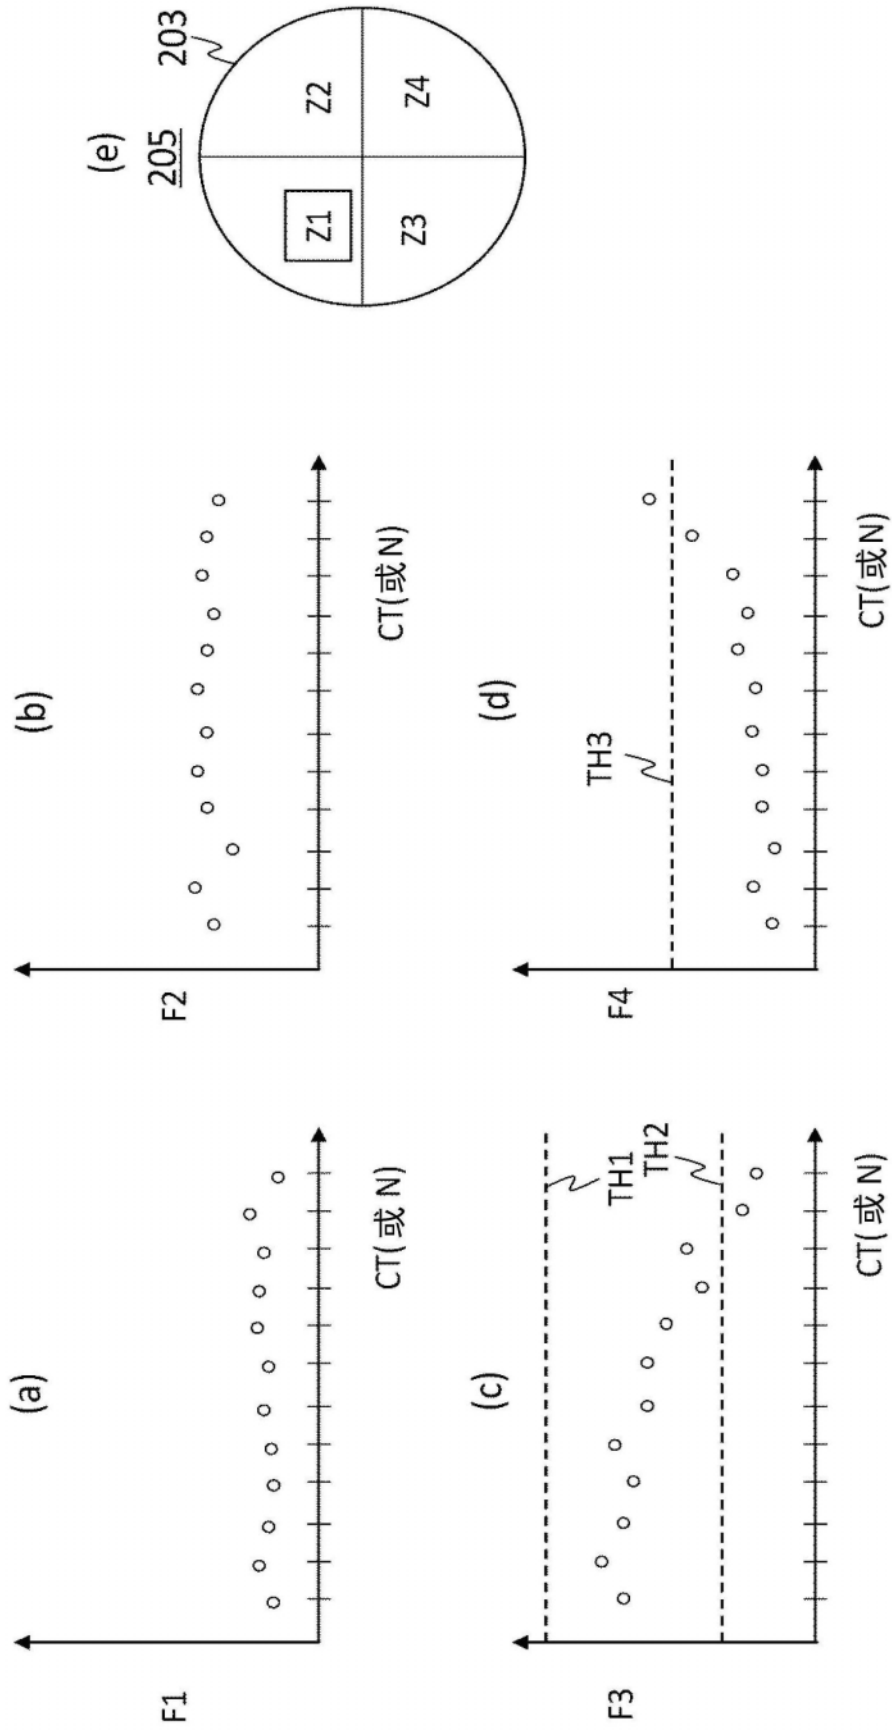 (a)
F1
CT(或N)
(b)
F2
CT(或N)
(c)
F3
TH1
TH2
CT(或N)
(d)
F4
TH3
CT(或N)
(e)
205
203
Z1
Z2
Z3
Z4